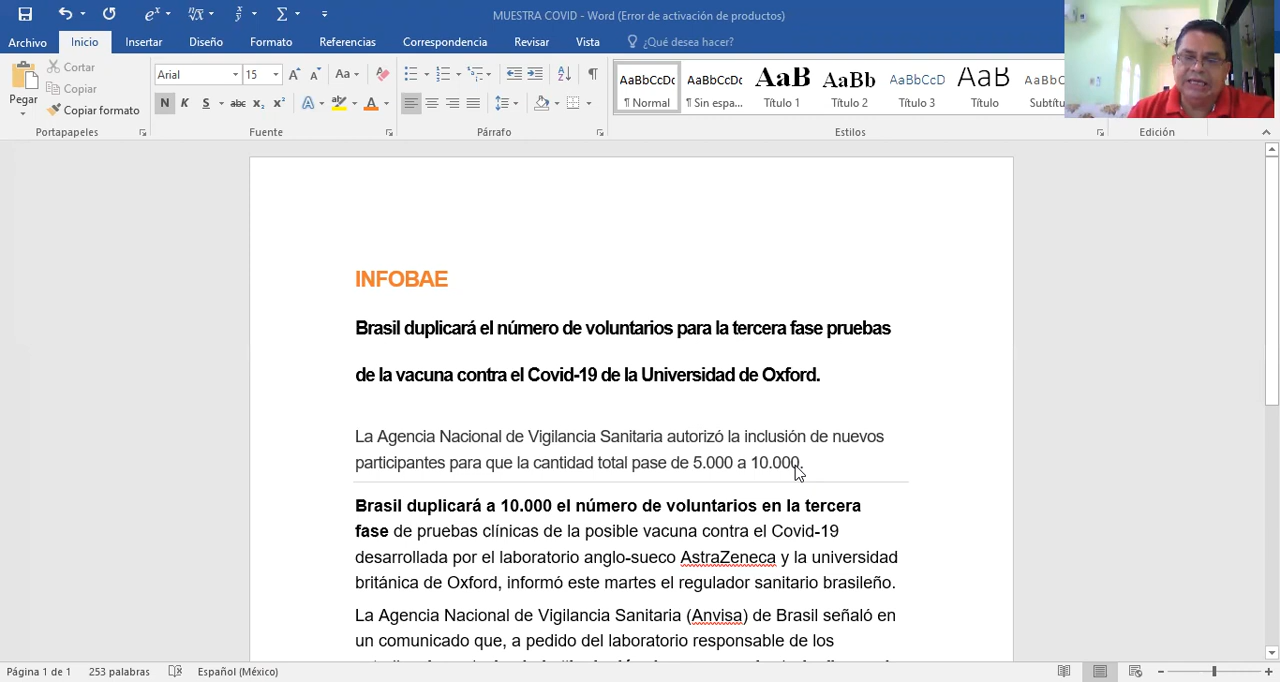 MUESTRA COVID - Word (Error de activación de productos)
Archivo Inicio Insertar Diseño Formato Referencias Correspondencia Revisar Vista ¿Qué desea hacer?
Pegar
Cortar
Copiar
Copiar formato
Portapapeles
Arial 15
N K S abc x₂ x²
Fuente
Párrafo
AaBbCcDc AaBbCcDc AaB AaBb AaBbCcD AaB AaBbC
¶ Normal ¶ Sin espa... Título 1 Título 2 Título 3 Título Subtítu
Estilos
Edición
INFOBAE
Brasil duplicará el número de voluntarios para la tercera fase pruebas
de la vacuna contra el Covid-19 de la Universidad de Oxford.
La Agencia Nacional de Vigilancia Sanitaria autorizó la inclusión de nuevos
participantes para que la cantidad total pase de 5.000 a 10.000.
Brasil duplicará a 10.000 el número de voluntarios en la tercera
fase de pruebas clínicas de la posible vacuna contra el Covid-19
desarrollada por el laboratorio anglo-sueco AstraZeneca y la universidad
británica de Oxford, informó este martes el regulador sanitario brasileño.
La Agencia Nacional de Vigilancia Sanitaria (Anvisa) de Brasil señaló en
un comunicado que, a pedido del laboratorio responsable de los
Página 1 de 1 253 palabras Español (México)